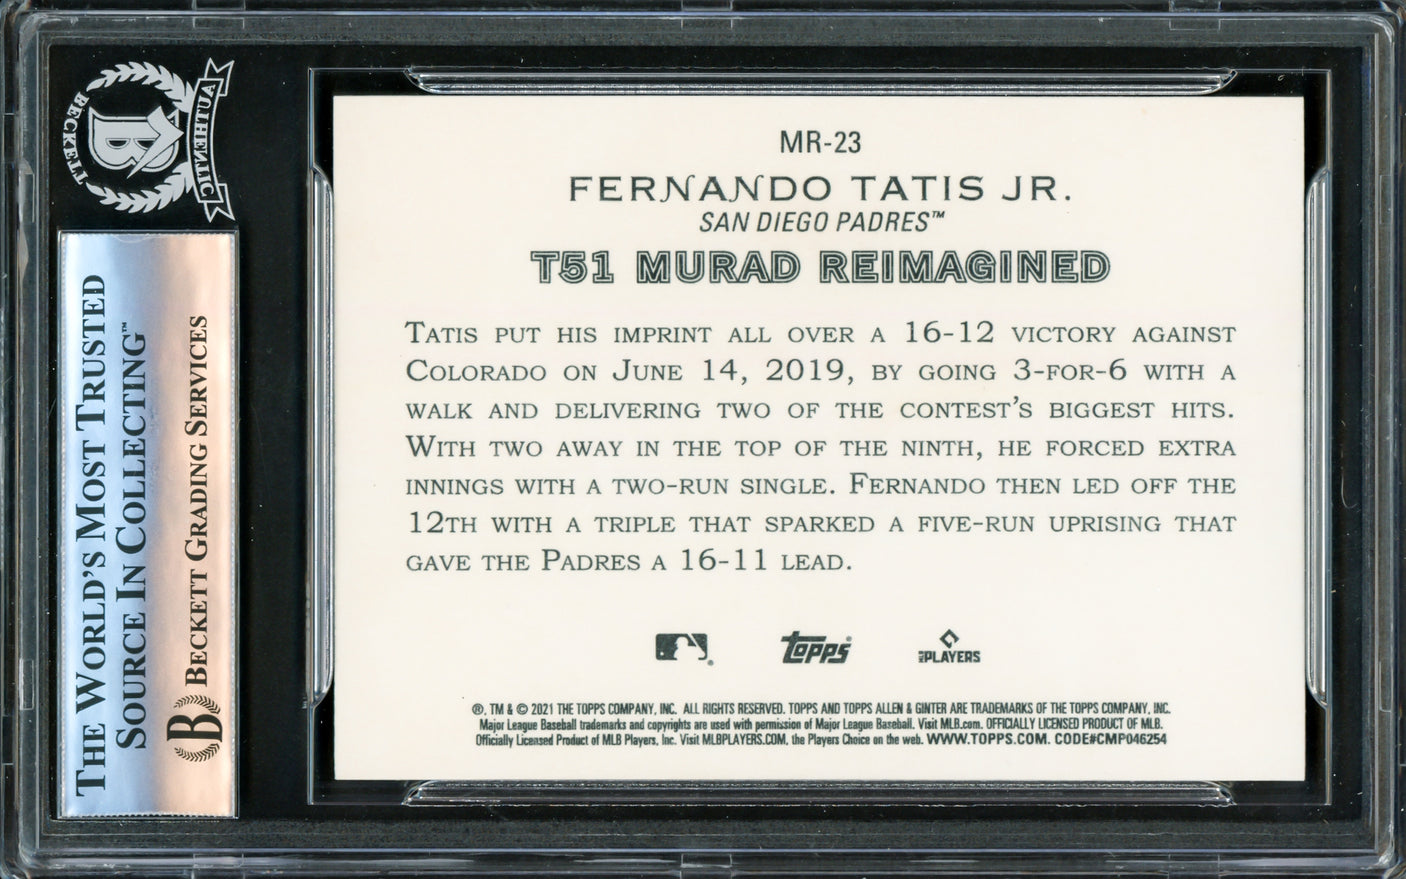 BECKETT
AUTHENTIC
B
THE WORLD'S MOST TRUSTED
SOURCE IN COLLECTING™
B BECKETT GRADING SERVICES
MR-23
FERNANDO TATIS JR.
SAN DIEGO PADRES™
T51 MURAD REIMAGINED
TATIS PUT HIS IMPRINT ALL OVER A 16-12 VICTORY AGAINST
COLORADO ON JUNE 14, 2019, BY GOING 3-FOR-6 WITH A
WALK AND DELIVERING TWO OF THE CONTEST'S BIGGEST HITS.
WITH TWO AWAY IN THE TOP OF THE NINTH, HE FORCED EXTRA
INNINGS WITH A TWO-RUN SINGLE. FERNANDO THEN LED OFF THE
12TH WITH A TRIPLE THAT SPARKED A FIVE-RUN UPRISING THAT
GAVE THE PADRES A 16-11 LEAD.
Topps®
MLB PLAYERS
®, TM & © 2021 THE TOPPS COMPANY, INC. ALL RIGHTS RESERVED. TOPPS AND TOPPS ALLEN & GINTER ARE TRADEMARKS OF THE TOPPS COMPANY, INC.
Major League Baseball trademarks and copyrights are used with permission of Major League Baseball. Visit MLB.com. OFFICIALLY LICENSED PRODUCT OF MLB.
Officially Licensed Product of MLB Players, Inc. Visit MLBPLAYERS.COM, the Players Choice on the web. WWW.TOPPS.COM. CODE#CMP046254